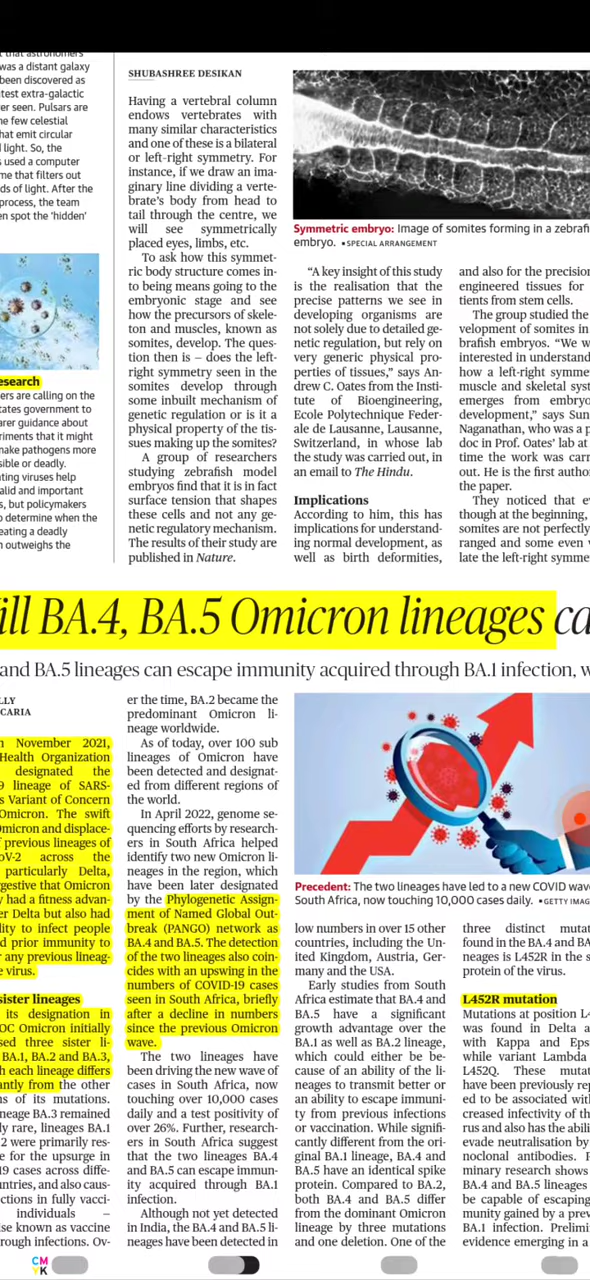 t that astronomers
was a distant galaxy
been discovered as
test extra-galactic
er seen. Pulsars are
ne few celestial
hat emit circular
d light. So, the
s used a computer
me that filters out
ds of light. After the
process, the team
en spot the 'hidden'
esearch
ers are calling on the
tates government to
arer guidance about
riments that it might
make pathogens more
sible or deadly.
ating viruses help
alid and important
s, but policymakers
o determine when the
eating a deadly
n outweighs the
SHUBASHREE DESIKAN
Having a vertebral column
endows vertebrates with
many similar characteristics
and one of these is a bilateral
or left-right symmetry. For
instance, if we draw an ima-
ginary line dividing a verte-
brate's body from head to
tail through the centre, we
will see symmetrically
placed eyes, limbs, etc.
To ask how this symmet-
ric body structure comes in-
to being means going to the
embryonic stage and see
how the precursors of skele-
ton and muscles, known as
somites, develop. The ques-
tion then is – does the left-
right symmetry seen in the
somites develop through
some inbuilt mechanism of
genetic regulation or is it a
physical property of the tis-
sues making up the somites?
A group of researchers
studying zebrafish model
embryos find that it is in fact
surface tension that shapes
these cells and not any ge-
netic regulatory mechanism.
The results of their study are
published in Nature.
Symmetric embryo: Image of somites forming in a zebrafi
embryo. •SPECIAL ARRANGEMENT
"A key insight of this study
is the realisation that the
precise patterns we see in
developing organisms are
not solely due to detailed ge-
netic regulation, but rely on
very generic physical pro-
perties of tissues," says An-
drew C. Oates from the Insti-
tute of Bioengineering,
Ecole Polytechnique Feder-
ale de Lausanne, Lausanne,
Switzerland, in whose lab
the study was carried out, in
an email to The Hindu.
Implications
According to him, this has
implications for understand-
ing normal development, as
well as birth deformities,
and also for the precision
engineered tissues for
tients from stem cells.
The group studied the
velopment of somites in
brafish embryos. "We w
interested in understand
how a left-right symme
muscle and skeletal syst
emerges from embryo
development," says Sun
Naganathan, who was a p
doc in Prof. Oates' lab at
time the work was carr
out. He is the first autho
the paper.
They noticed that ev
though at the beginning,
somites are not perfectly
ranged and some even v
late the left-right symme
ill BA.4, BA.5 Omicron lineages ca
and BA.5 lineages can escape immunity acquired through BA.1 infection, w
LLY
CARIA
n November 2021,
Health Organization
designated the
9 lineage of SARS-
s Variant of Concern
Omicron. The swift
Omicron and displace-
f previous lineages of
oV-2 across the
particularly Delta,
ggestive that Omicron
y had a fitness advan-
er Delta but also had
lity to infect people
d prior immunity to
r any previous lineag-
e virus.
sister lineages
its designation in
OC Omicron initially
sed three sister li-
BA.1, BA.2 and BA.3,
h each lineage differs
antly from the other
ns of its mutations.
ineage BA.3 remained
ly rare, lineages BA.1
2 were primarily res-
e for the upsurge in
19 cases across diffe-
untries, and also caus-
ctions in fully vacci-
individuals –
se known as vaccine
rough infections. Ov-
er the time, BA.2 became the
predominant Omicron li-
neage worldwide.
As of today, over 100 sub
lineages of Omicron have
been detected and designat-
ed from different regions of
the world.
In April 2022, genome se-
quencing efforts by research-
ers in South Africa helped
identify two new Omicron li-
neages in the region, which
have been later designated
by the Phylogenetic Assign-
ment of Named Global Out-
break (PANGO) network as
BA.4 and BA.5. The detection
of the two lineages also coin-
cides with an upswing in the
numbers of COVID-19 cases
seen in South Africa, briefly
after a decline in numbers
since the previous Omicron
wave.
The two lineages have
been driving the new wave of
cases in South Africa, now
touching over 10,000 cases
daily and a test positivity of
over 26%. Further, research-
ers in South Africa suggest
that the two lineages BA.4
and BA.5 can escape immun-
ity acquired through BA.1
infection.
Although not yet detected
in India, the BA.4 and BA.5 li-
neages have been detected in
Precedent: The two lineages have led to a new COVID wave
South Africa, now touching 10,000 cases daily. •GETTY IMAG
low numbers in over 15 other
countries, including the Un-
ited Kingdom, Austria, Ger-
many and the USA.
Early studies from South
Africa estimate that BA.4 and
BA.5 have a significant
growth advantage over the
BA.1 as well as BA.2 lineage,
which could either be be-
cause of an ability of the li-
neages to transmit better or
an ability to escape immuni-
ty from previous infections
or vaccination. While signifi-
cantly different from the ori-
ginal BA.1 lineage, BA.4 and
BA.5 have an identical spike
protein. Compared to BA.2,
both BA.4 and BA.5 differ
from the dominant Omicron
lineage by three mutations
and one deletion. One of the
three distinct mutat
found in the BA.4 and BA
neages is L452R in the s
protein of the virus.
L452R mutation
Mutations at position L4
was found in Delta a
with Kappa and Eps
while variant Lambda
L452Q. These mutat
have been previously rep
ed to be associated with
creased infectivity of th
rus and also has the abili
evade neutralisation by
noclonal antibodies. P
minary research shows
BA.4 and BA.5 lineages
be capable of escaping
munity gained by a prev
BA.1 infection. Prelimi
evidence emerging in a
CM
YK